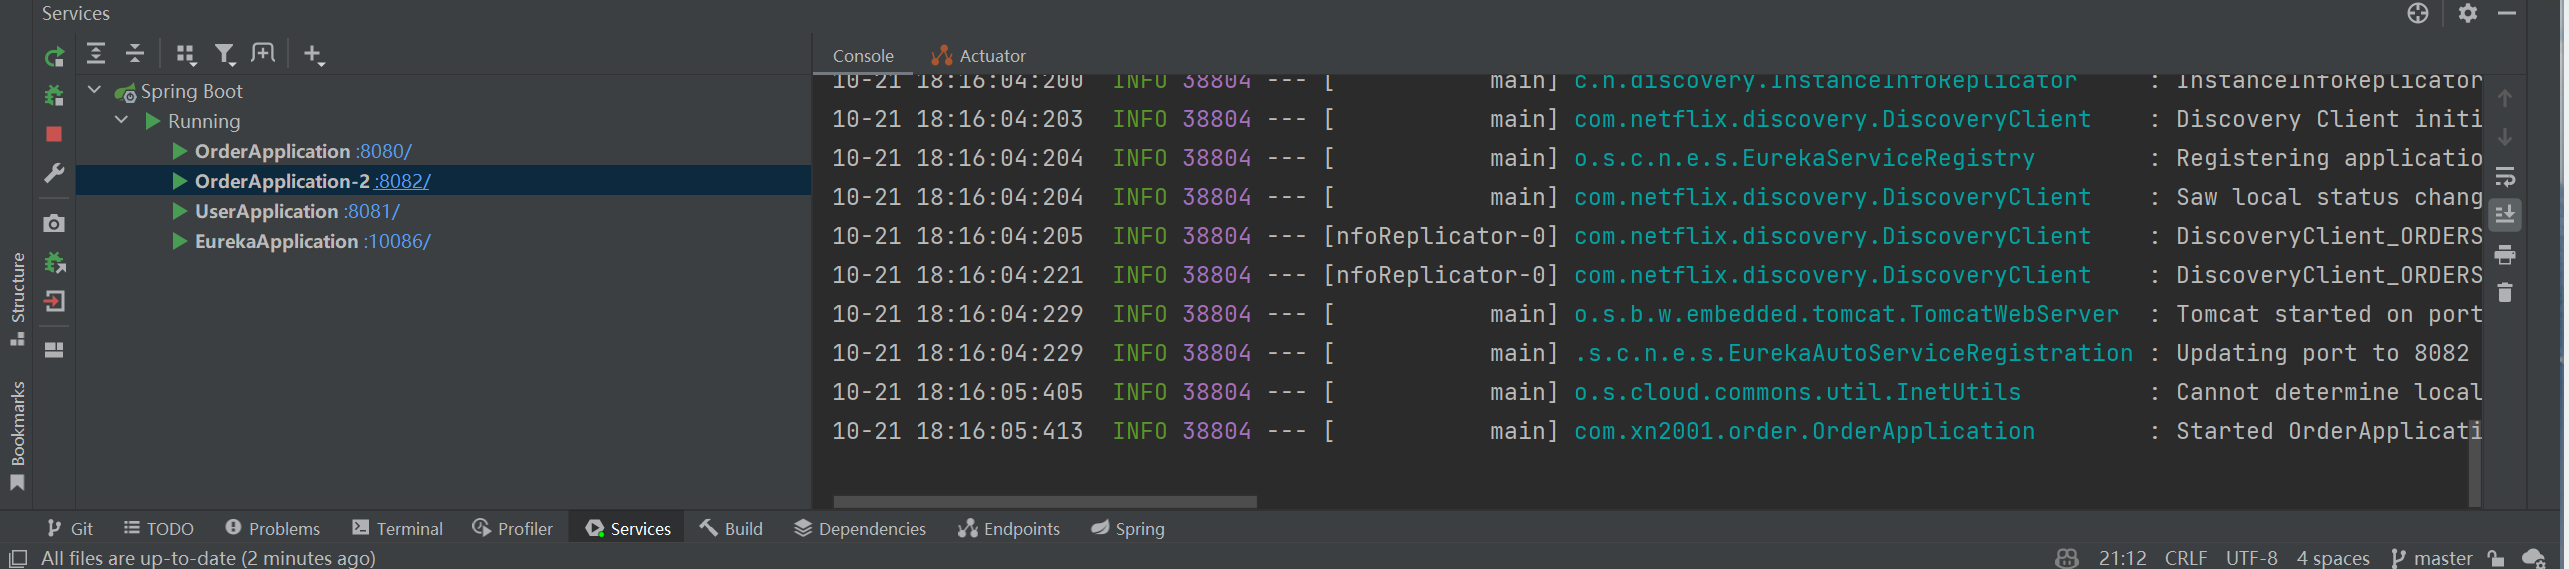 Services
Console
Actuator
Spring Boot
Running
OrderApplication :8080/
OrderApplication-2 :8082/
UserApplication :8081/
EurekaApplication :10086/
10-21 18:16:04:200  INFO 38804 --- [           main] c.n.discovery.InstanceInfoReplicator     : InstanceInfoReplicator
10-21 18:16:04:203  INFO 38804 --- [           main] com.netflix.discovery.DiscoveryClient    : Discovery Client initi
10-21 18:16:04:204  INFO 38804 --- [           main] o.s.c.n.e.s.EurekaServiceRegistry        : Registering applicatio
10-21 18:16:04:204  INFO 38804 --- [           main] com.netflix.discovery.DiscoveryClient    : Saw local status chang
10-21 18:16:04:205  INFO 38804 --- [nfoReplicator-0] com.netflix.discovery.DiscoveryClient    : DiscoveryClient_ORDERS
10-21 18:16:04:221  INFO 38804 --- [nfoReplicator-0] com.netflix.discovery.DiscoveryClient    : DiscoveryClient_ORDERS
10-21 18:16:04:229  INFO 38804 --- [           main] o.s.b.w.embedded.tomcat.TomcatWebServer  : Tomcat started on port
10-21 18:16:04:229  INFO 38804 --- [           main] .s.c.n.e.s.EurekaAutoServiceRegistration : Updating port to 8082
10-21 18:16:05:405  INFO 38804 --- [           main] o.s.cloud.commons.util.InetUtils         : Cannot determine local
10-21 18:16:05:413  INFO 38804 --- [           main] com.xn2001.order.OrderApplication        : Started OrderApplicati
Structure
Bookmarks
Git TODO Problems Terminal Profiler Services Build Dependencies Endpoints Spring
All files are up-to-date (2 minutes ago) 21:12 CRLF UTF-8 4 spaces master